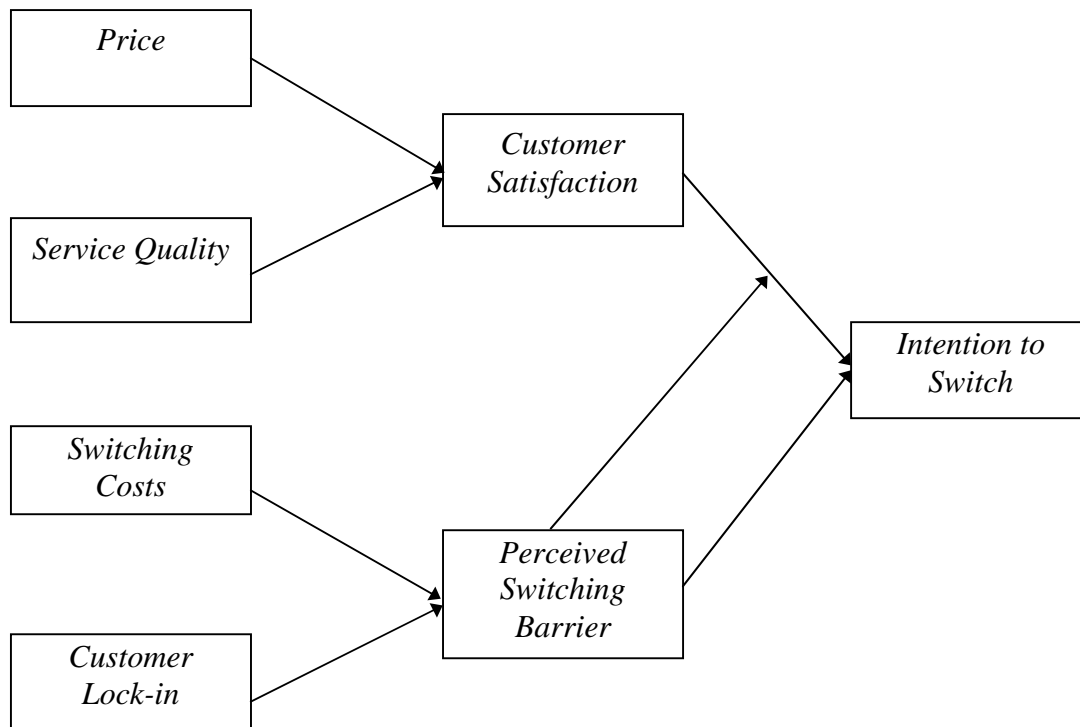 Price
Customer
Satisfaction
Service Quality
Intention to
Switch
Switching
Costs
Perceived
Switching
Barrier
Customer
Lock-in